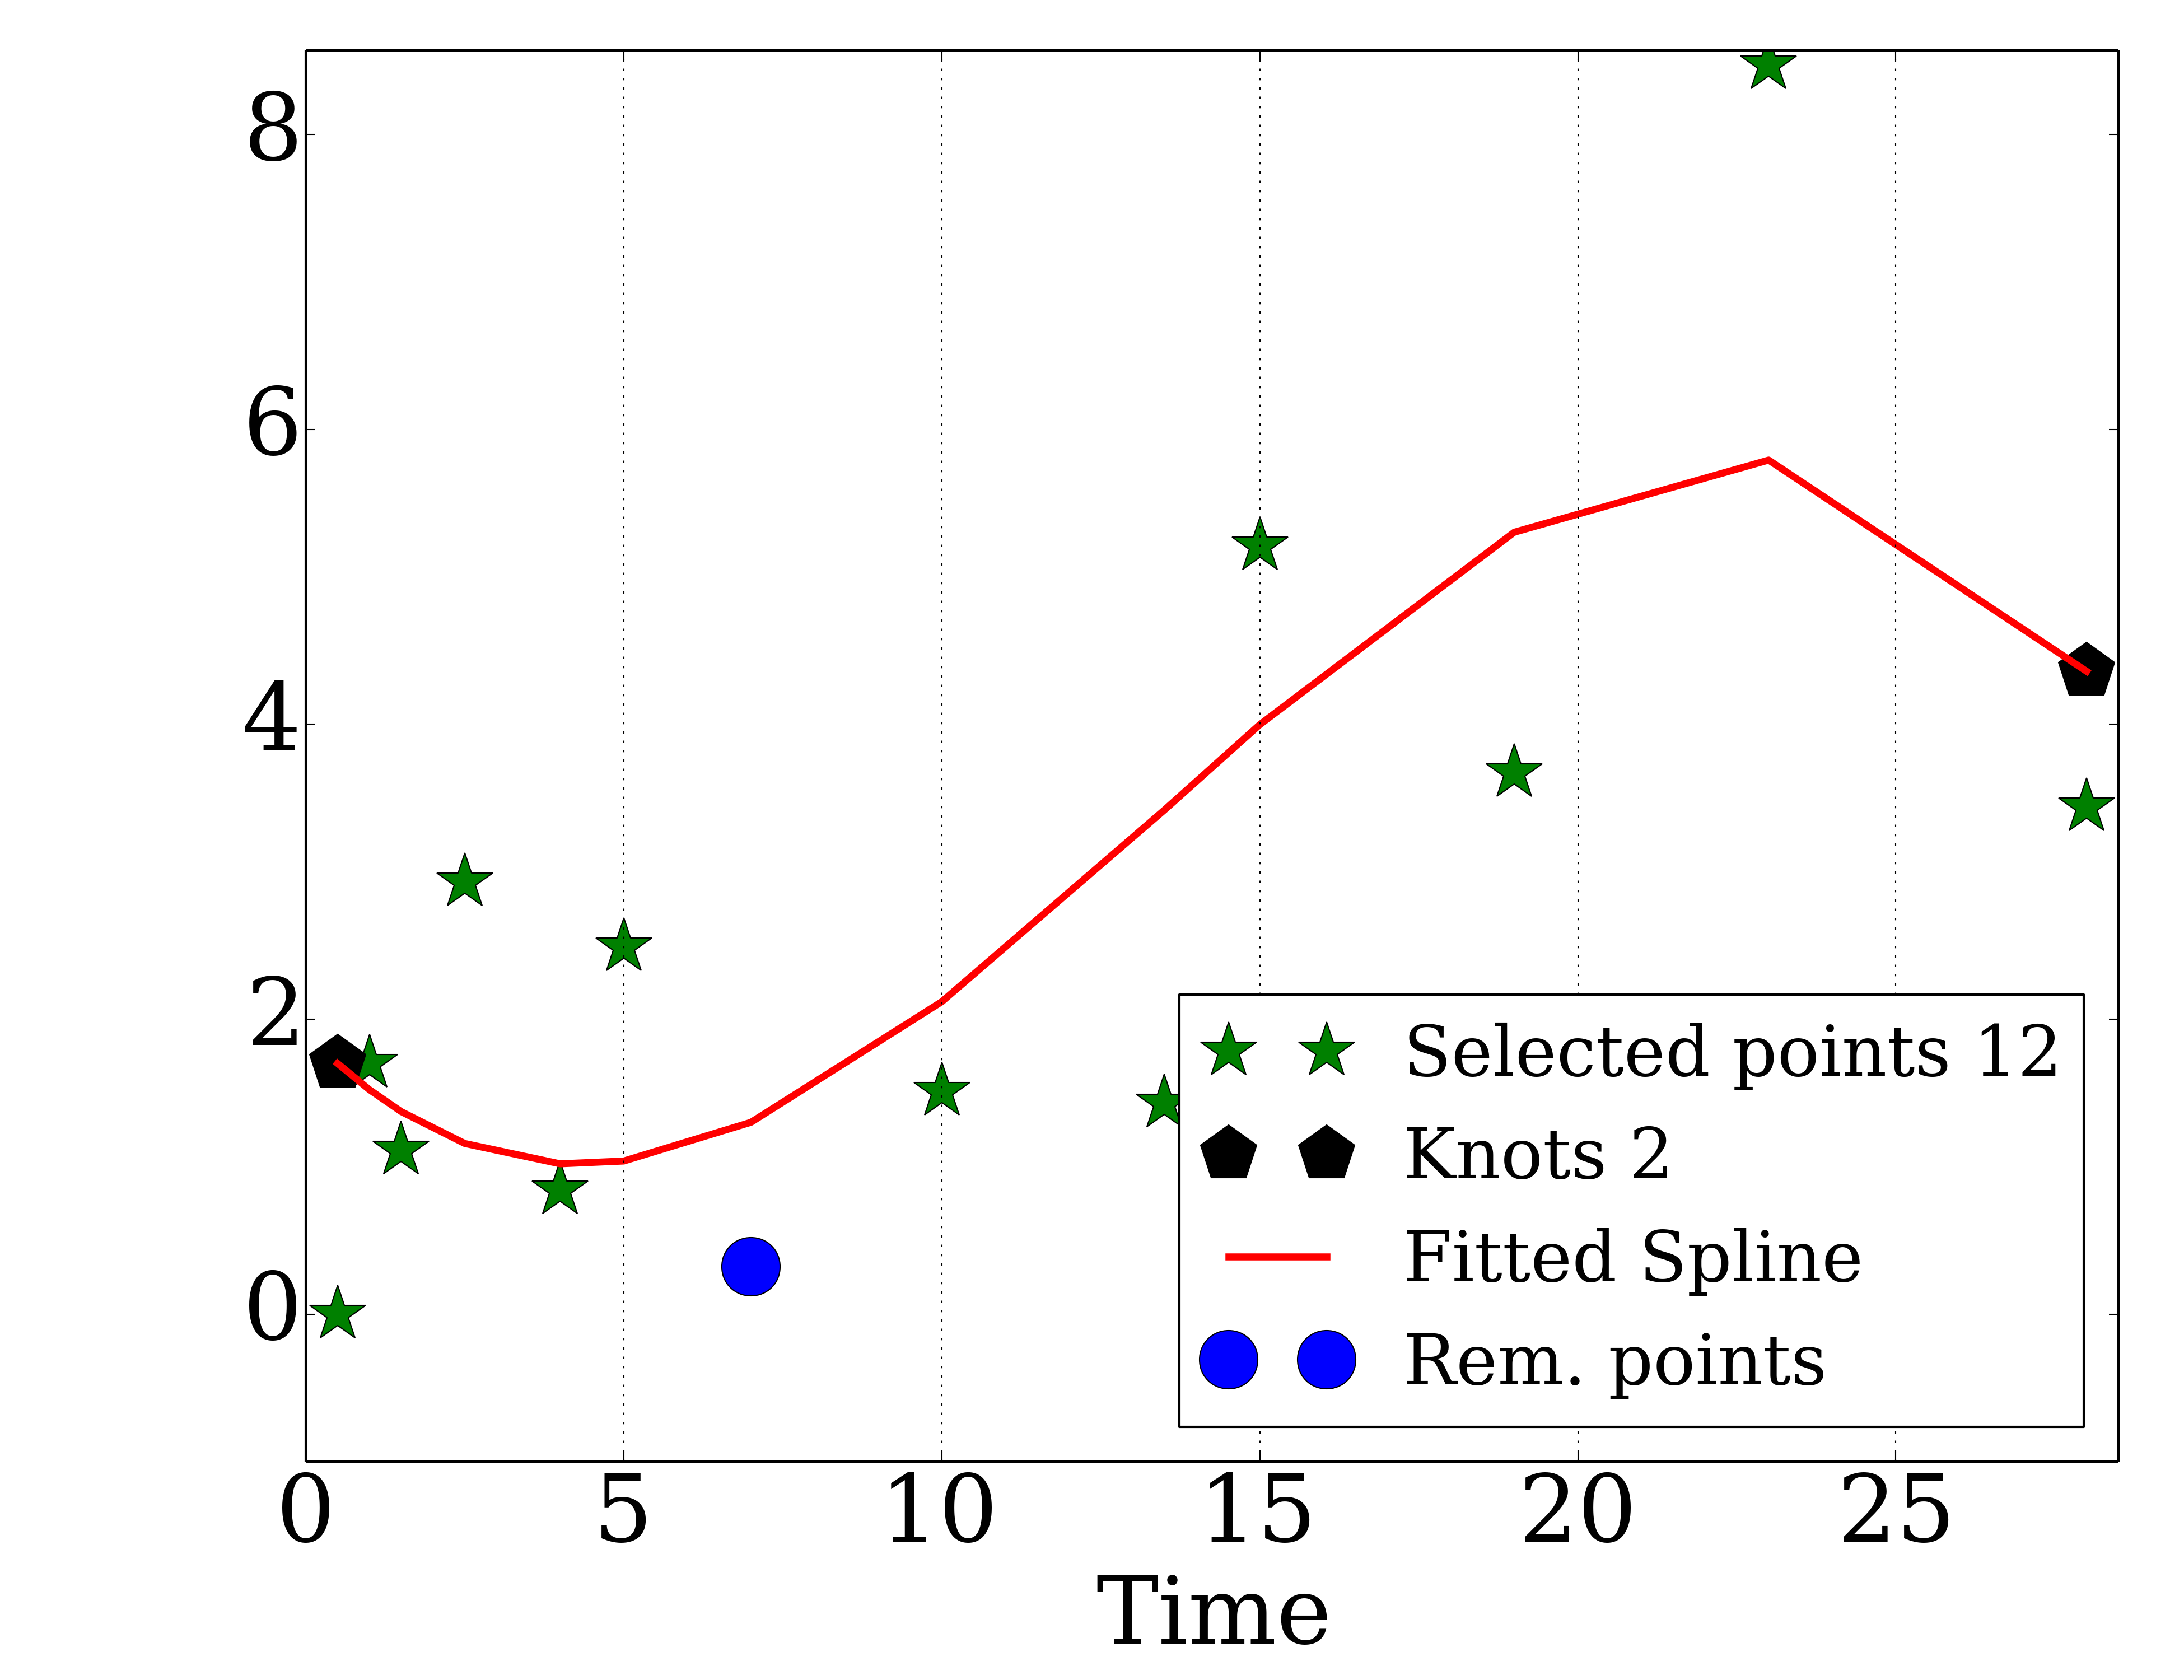 8
6
4
2
0
Selected points 12
Knots 2
Fitted Spline
Rem. points
0 5 10 15 20 25
Time